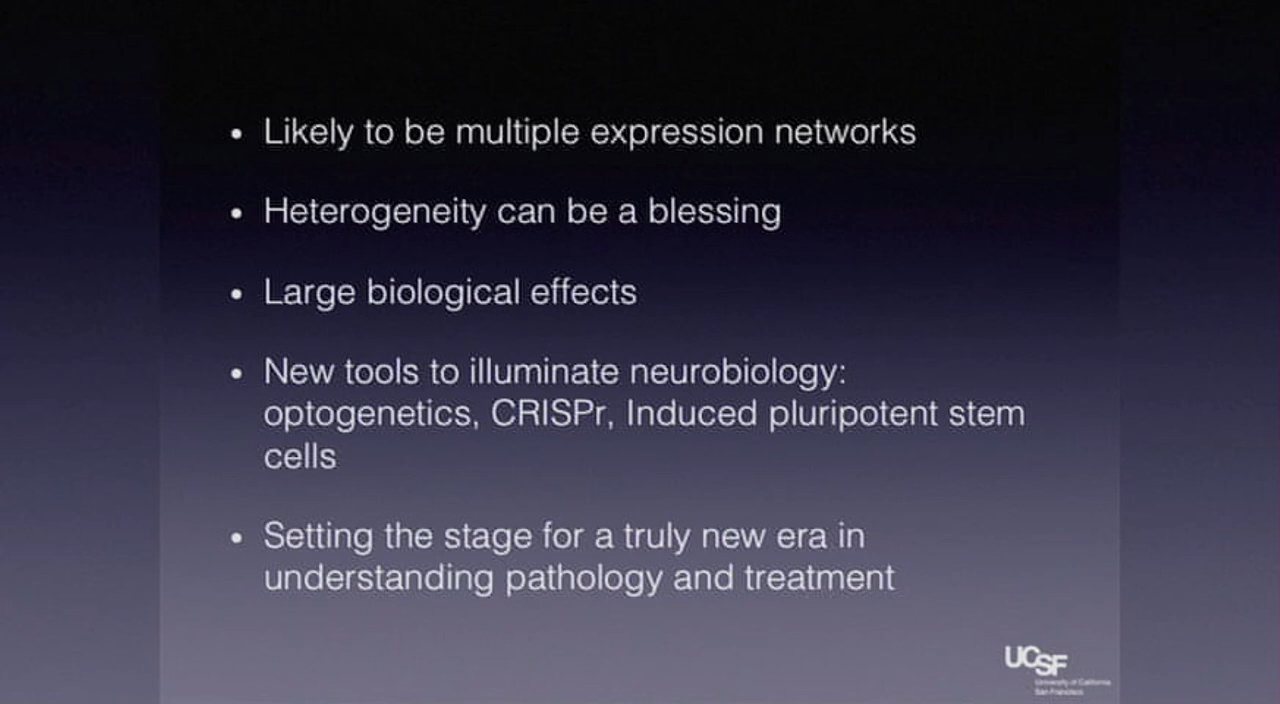 • Likely to be multiple expression networks
• Heterogeneity can be a blessing
• Large biological effects
• New tools to illuminate neurobiology:
optogenetics, CRISPr, Induced pluripotent stem
cells
• Setting the stage for a truly new era in
understanding pathology and treatment
UCSF
University of California
San Francisco